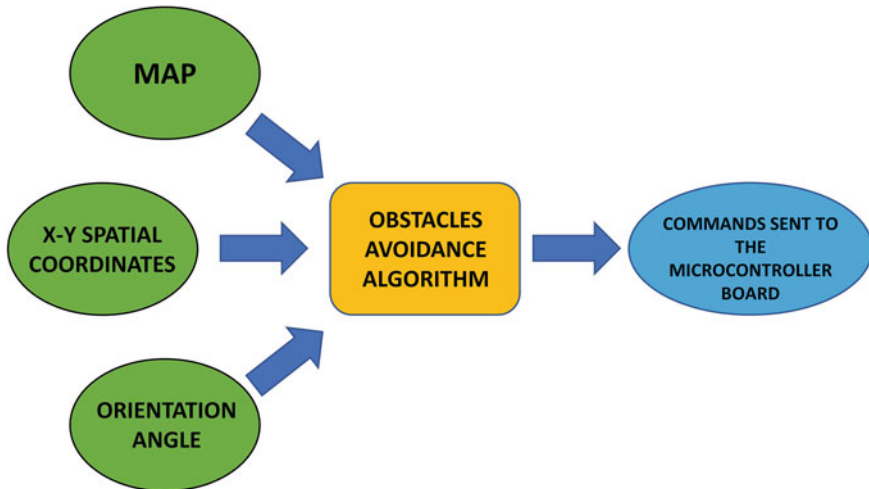 MAP
X-Y SPATIAL
COORDINATES
ORIENTATION
ANGLE
OBSTACLES
AVOIDANCE
ALGORITHM
COMMANDS SENT TO
THE
MICROCONTROLLER
BOARD